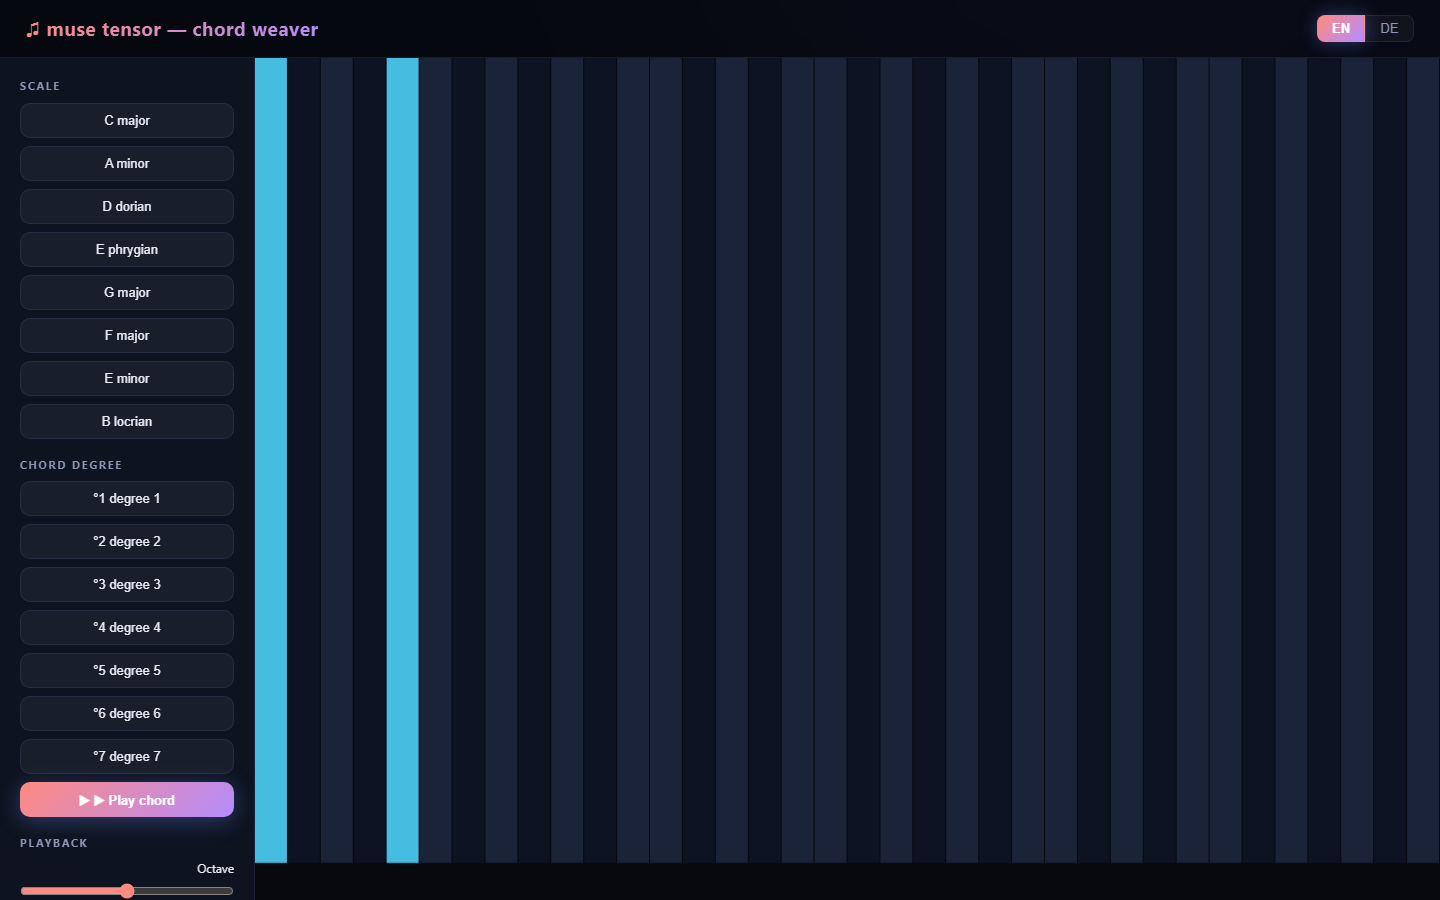 ♫ muse tensor — chord weaver
EN DE
SCALE
C major
A minor
D dorian
E phrygian
G major
F major
E minor
B locrian
CHORD DEGREE
°1 degree 1
°2 degree 2
°3 degree 3
°4 degree 4
°5 degree 5
°6 degree 6
°7 degree 7
▶ ▶ Play chord
PLAYBACK
Octave